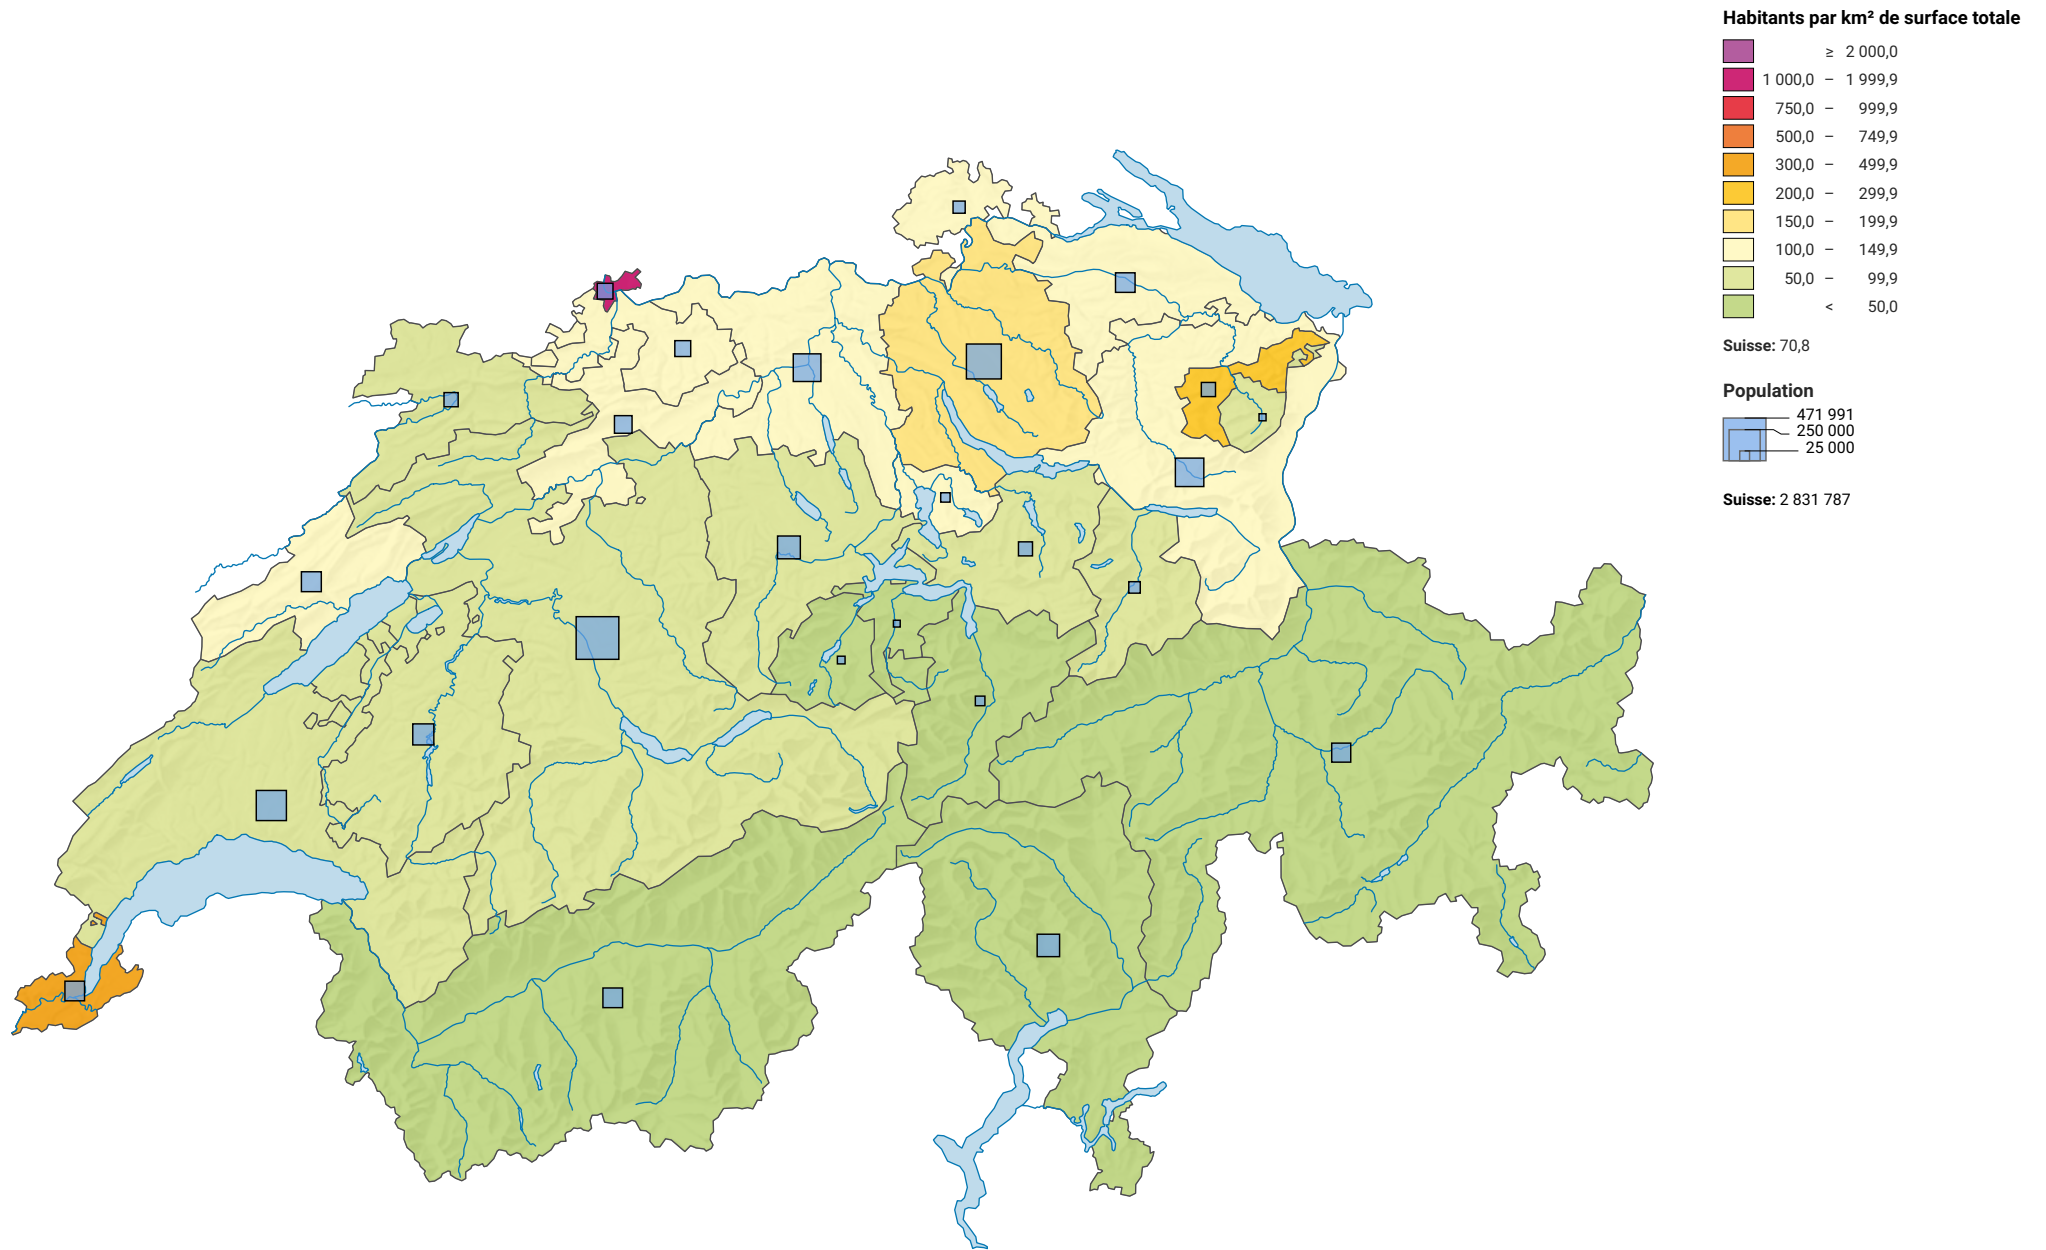 Habitants par km² de surface totale
≥ 2 000,0
1 000,0 – 1 999,9
750,0 – 999,9
500,0 – 749,9
300,0 – 499,9
200,0 – 299,9
150,0 – 199,9
100,0 – 149,9
50,0 – 99,9
< 50,0
Suisse: 70,8
Population
471 991
250 000
25 000
Suisse: 2 831 787